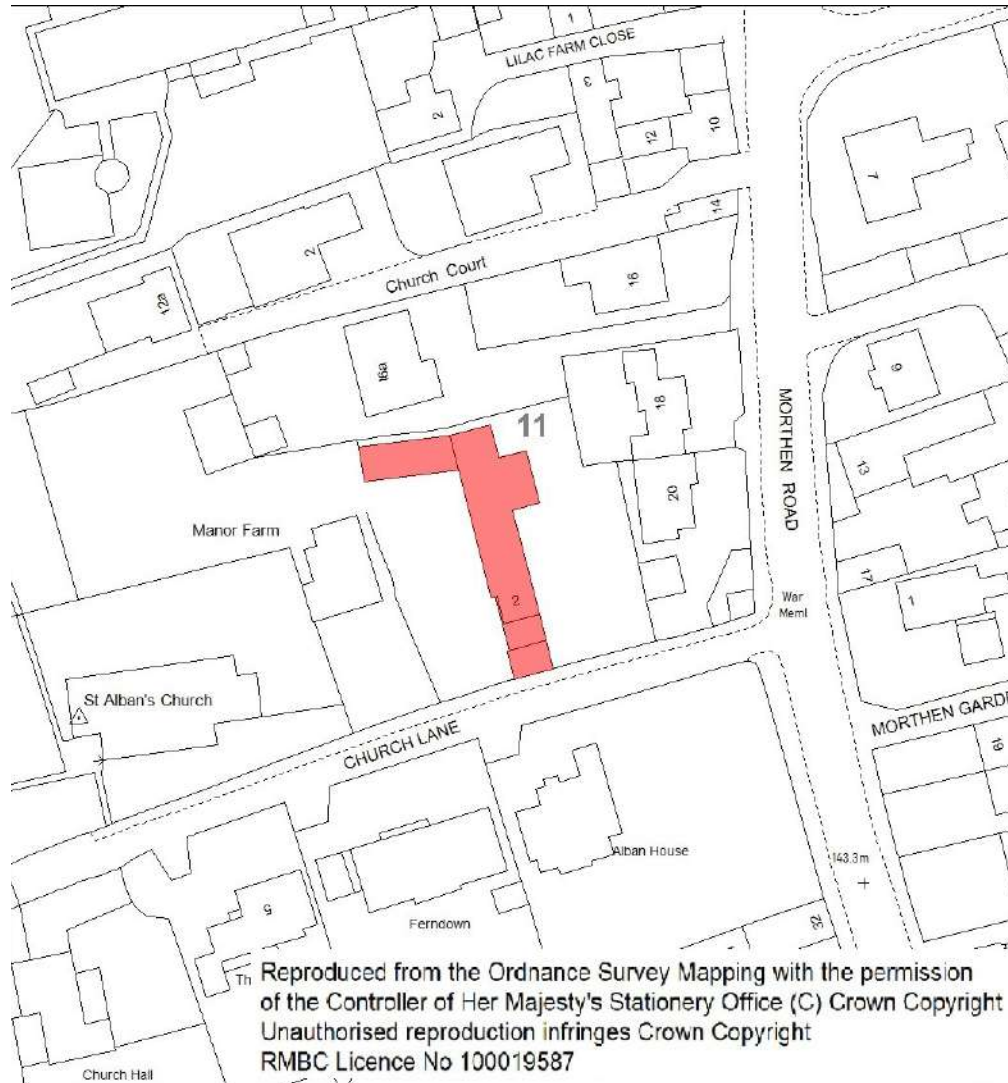 1
LILAC FARM CLOSE
3
2
12
10
7
2
14
Church Court
16
12a
16a
9
11
18
MORTHEN ROAD
13
20
Manor Farm
17
2
War
Meml
1
St Alban's Church
MORTHEN GARDE
CHURCH LANE
19
Alban House
143.3m
5
Ferndown
32
Th
Reproduced from the Ordnance Survey Mapping with the permission
of the Controller of Her Majesty's Stationery Office (C) Crown Copyright
Unauthorised reproduction infringes Crown Copyright
RMBC Licence No 100019587
Church Hall